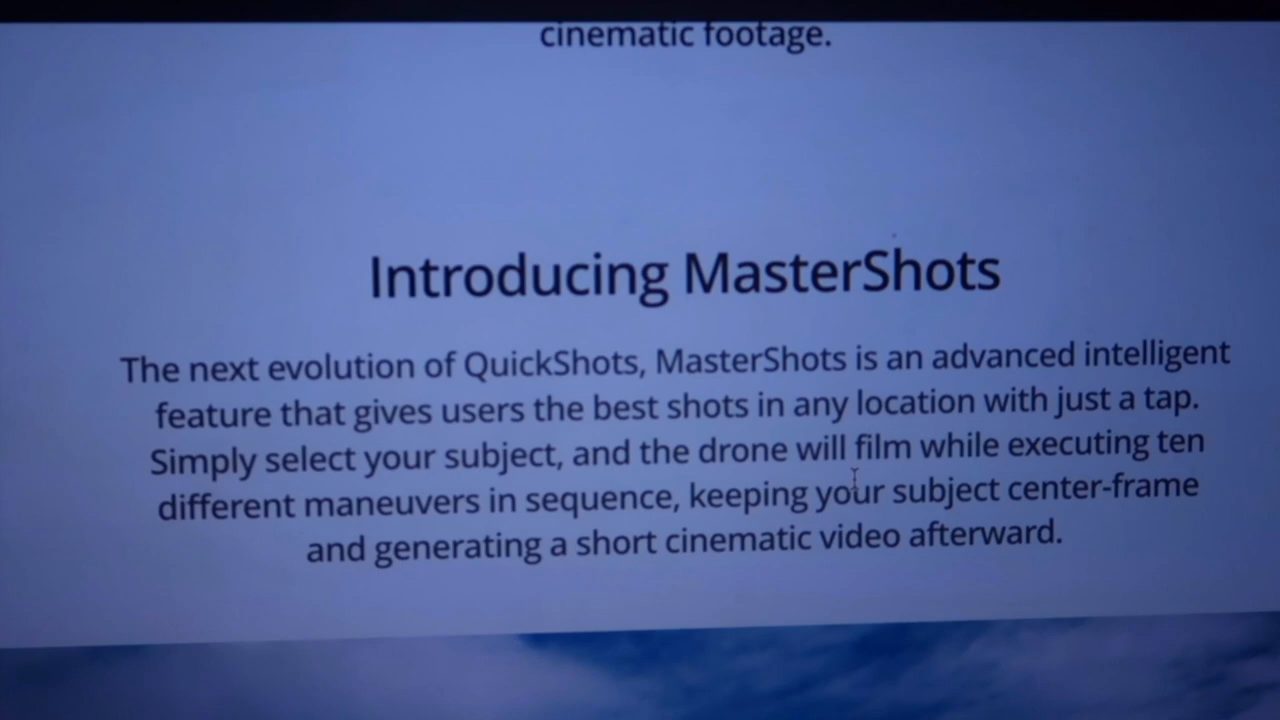 cinematic footage.
Introducing MasterShots
The next evolution of QuickShots, MasterShots is an advanced intelligent
feature that gives users the best shots in any location with just a tap.
Simply select your subject, and the drone will film while executing ten
different maneuvers in sequence, keeping your subject center-frame
and generating a short cinematic video afterward.